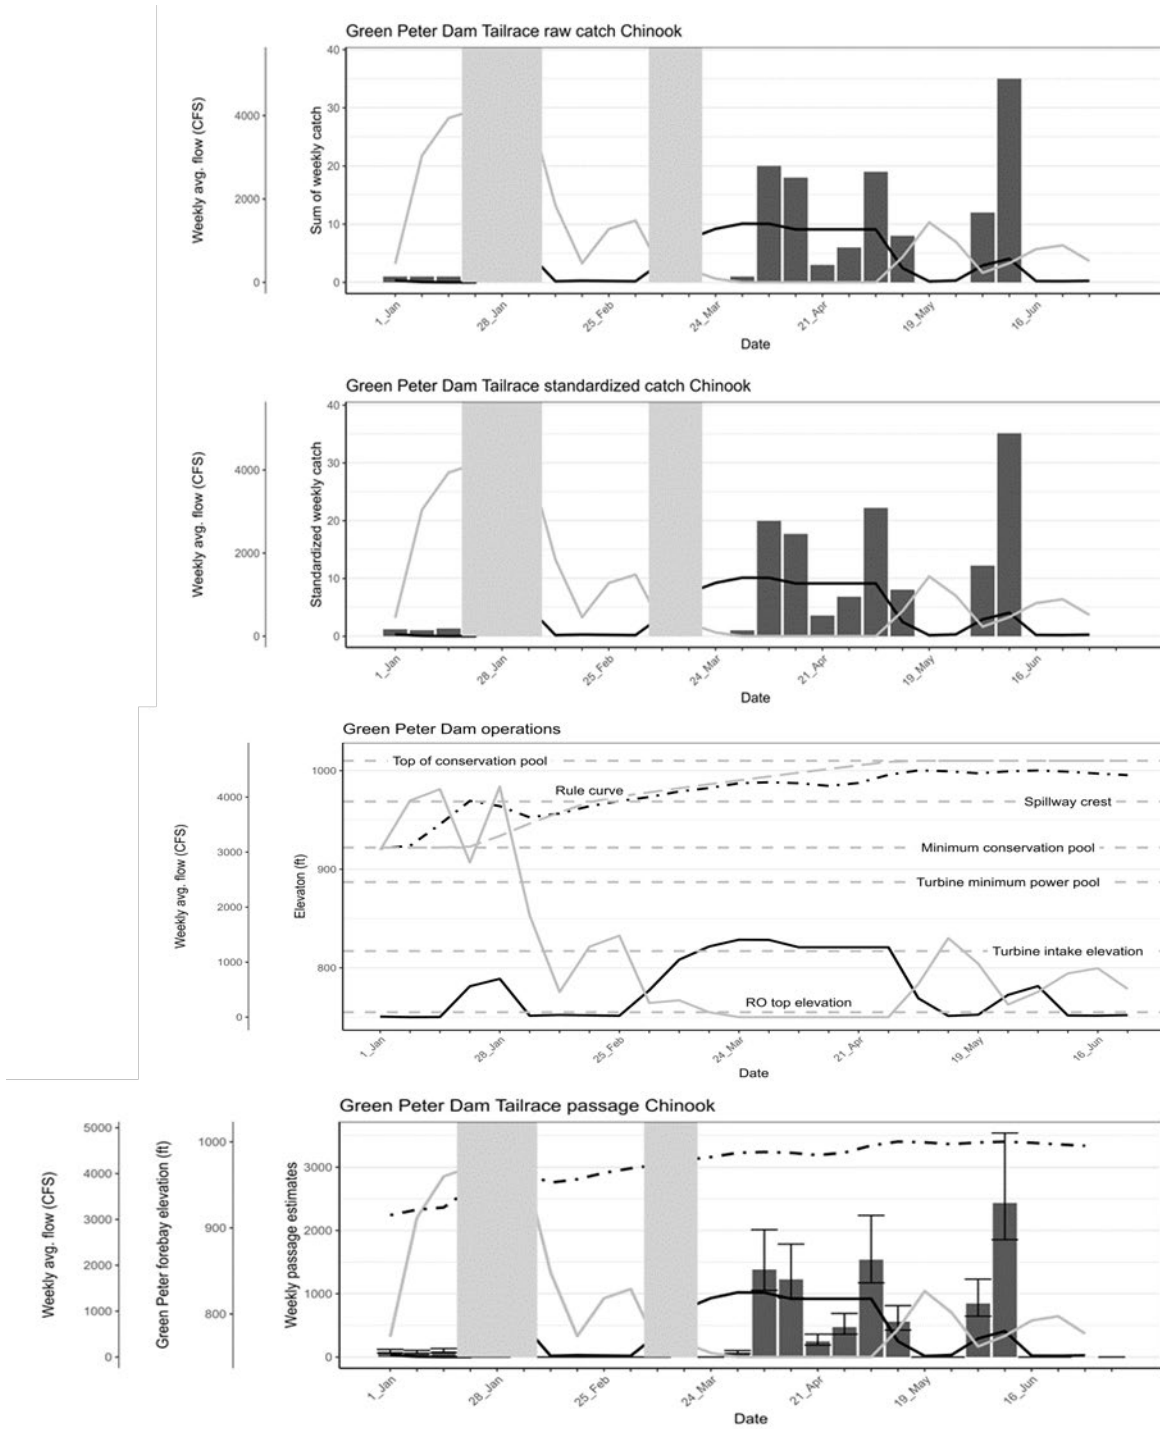 Green Peter Dam Tailrace raw catch Chinook
Weekly avg. flow (CFS)
4000
2000
0
Sum of weekly catch
40
30
20
10
0
1_Jan 28_Jan 25_Feb 24_Mar 21_Apr 19_May 16_Jun
Date
Green Peter Dam Tailrace standardized catch Chinook
Weekly avg. flow (CFS)
4000
2000
0
Standardized weekly catch
40
30
20
10
0
1_Jan 28_Jan 25_Feb 24_Mar 21_Apr 19_May 16_Jun
Date
Green Peter Dam operations
Weekly avg. flow (CFS)
4000
3000
2000
1000
0
Elevaton (ft)
1000
900
800
Top of conservation pool
Rule curve
Spillway crest
Minimum conservation pool
Turbine minimum power pool
Turbine intake elevation
RO top elevation
1_Jan 28_Jan 25_Feb 24_Mar 21_Apr 19_May 16_Jun
Date
Green Peter Dam Tailrace passage Chinook
Weekly avg. flow (CFS)
5000
4000
3000
2000
1000
0
Green Peter forebay elevation (ft)
1000
900
800
Weekly passage estimates
3000
2000
1000
0
1_Jan 28_Jan 25_Feb 24_Mar 21_Apr 19_May 16_Jun
Date